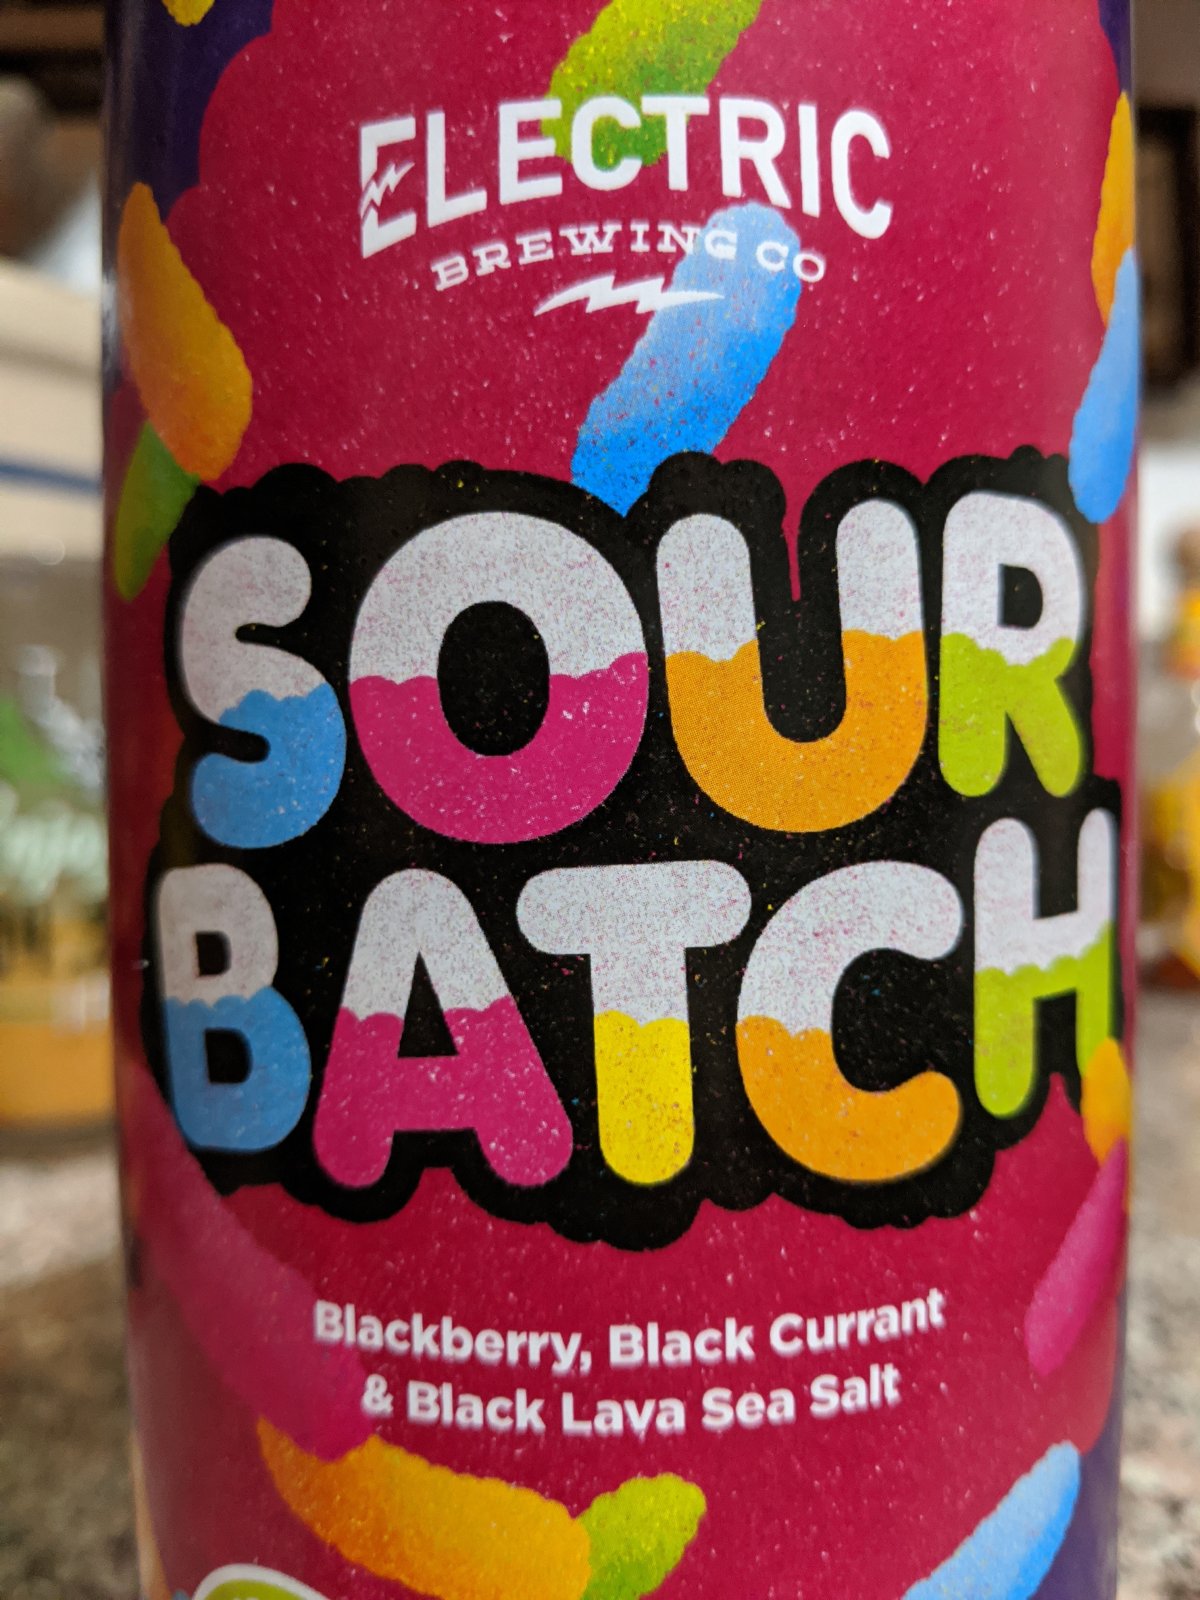 ELECTRIC
BREWING CO
SOUR
BATCH
Blackberry, Black Currant
& Black Lava Sea Salt